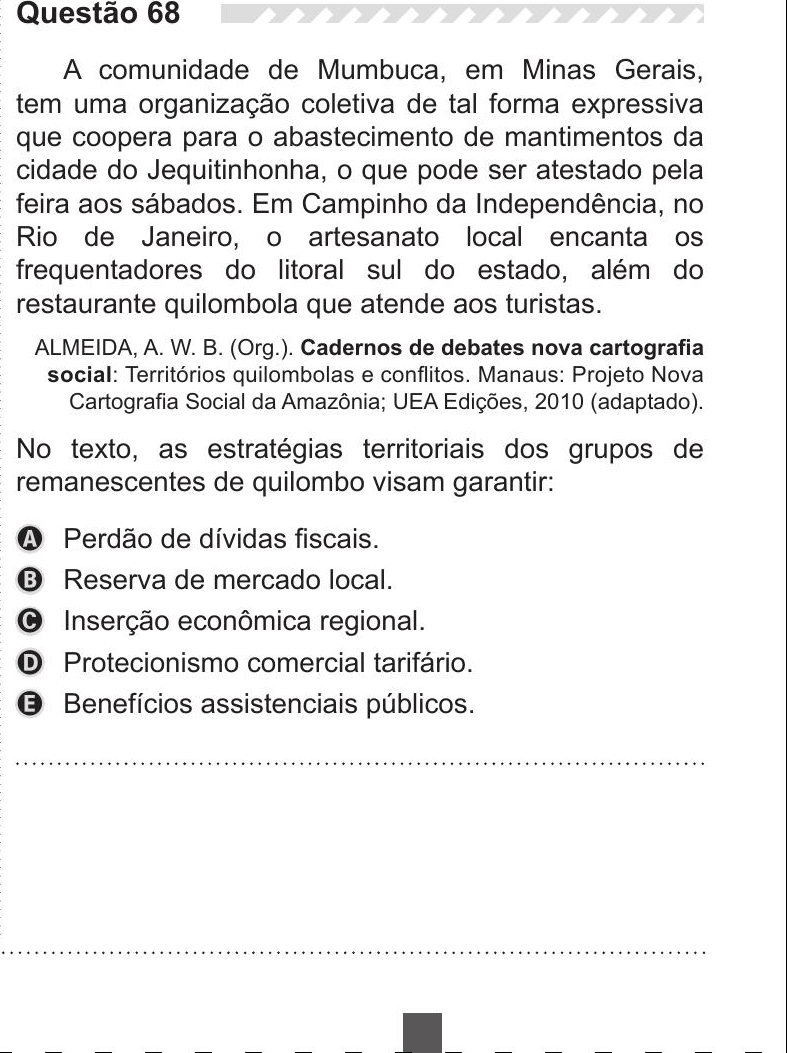 Questão 68
A comunidade de Mumbuca, em Minas Gerais,
tem uma organização coletiva de tal forma expressiva
que coopera para o abastecimento de mantimentos da
cidade do Jequitinhonha, o que pode ser atestado pela
feira aos sábados. Em Campinho da Independência, no
Rio de Janeiro, o artesanato local encanta os
frequentadores do litoral sul do estado, além do
restaurante quilombola que atende aos turistas.
ALMEIDA, A. W. B. (Org.). Cadernos de debates nova cartografia
social: Territórios quilombolas e conflitos. Manaus: Projeto Nova
Cartografia Social da Amazônia; UEA Edições, 2010 (adaptado).
No texto, as estratégias territoriais dos grupos de
remanescentes de quilombo visam garantir:
A Perdão de dívidas fiscais.
B Reserva de mercado local.
C Inserção econômica regional.
D Protecionismo comercial tarifário.
E Benefícios assistenciais públicos.